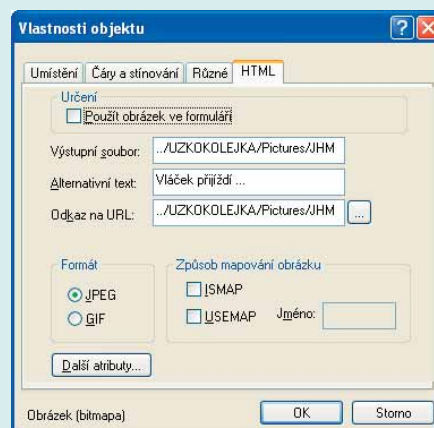 Vlastnosti objektu
Umístění Čáry a stínování Různé HTML
Určení
Použít obrázek ve formuláři
Výstupní soubor: ../UZKOKOLEJKA/Pictures/JHM
Alternativní text: Vláček přijíždí ...
Odkaz na URL: ../UZKOKOLEJKA/Pictures/JHM ...
Formát Způsob mapování obrázku
JPEG ISMAP
GIF USEMAP Jméno:
Další atributy...
Obrázek (bitmapa) OK Storno